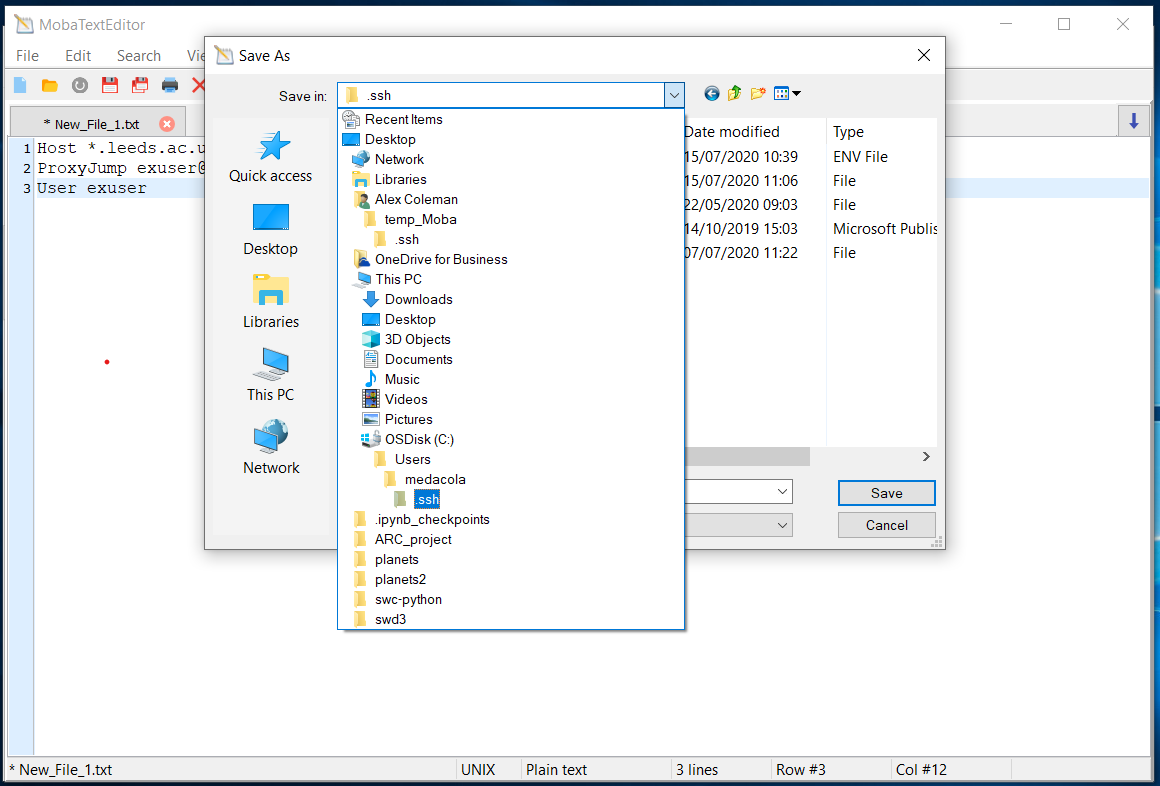 MobaTextEditor
File Edit Search
Save As
Save in: .ssh
* New_File_1.txt
1 Host *.leeds.ac.u
2 ProxyJump exuser@
3 User exuser
Quick access
Desktop
Libraries
This PC
Network
Recent Items
Desktop
Network
Libraries
Alex Coleman
temp_Moba
.ssh
OneDrive for Business
This PC
Downloads
Desktop
3D Objects
Documents
Music
Videos
Pictures
OSDisk (C:)
Users
medacola
.ssh
.ipynb_checkpoints
ARC_project
planets
planets2
swc-python
swd3
Date modified Type
15/07/2020 10:39 ENV File
15/07/2020 11:06 File
22/05/2020 09:03 File
14/10/2019 15:03 Microsoft Publis
07/07/2020 11:22 File
Save
Cancel
* New_File_1.txt UNIX Plain text 3 lines Row #3 Col #12